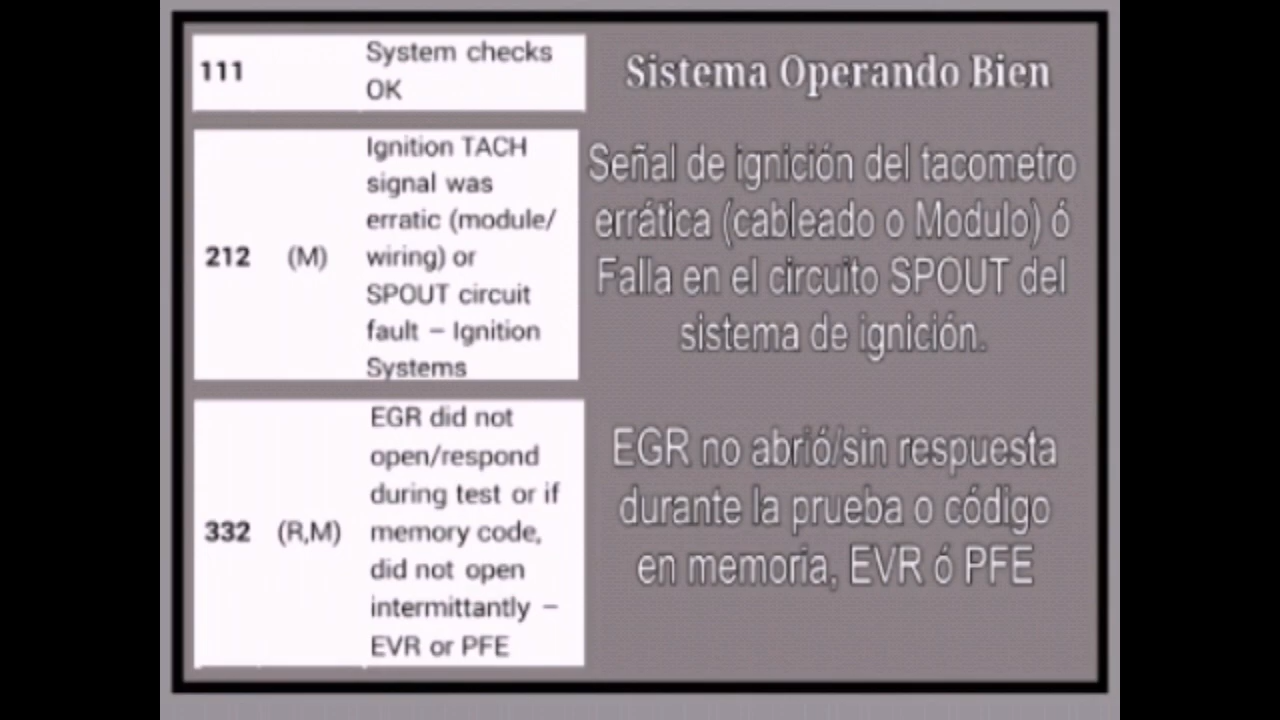 111
System checks
OK
Sistema Operando Bien
212 (M)
Ignition TACH
signal was
erratic (module/
wiring) or
SPOUT circuit
fault – Ignition
Systems
Señal de ignición del tacometro
errática (cableado o Modulo) ó
Falla en el circuito SPOUT del
sistema de ignición.
332 (R,M)
EGR did not
open/respond
during test or if
memory code,
did not open
intermittantly –
EVR or PFE
EGR no abrió/sin respuesta
durante la prueba o código
en memoria, EVR ó PFE